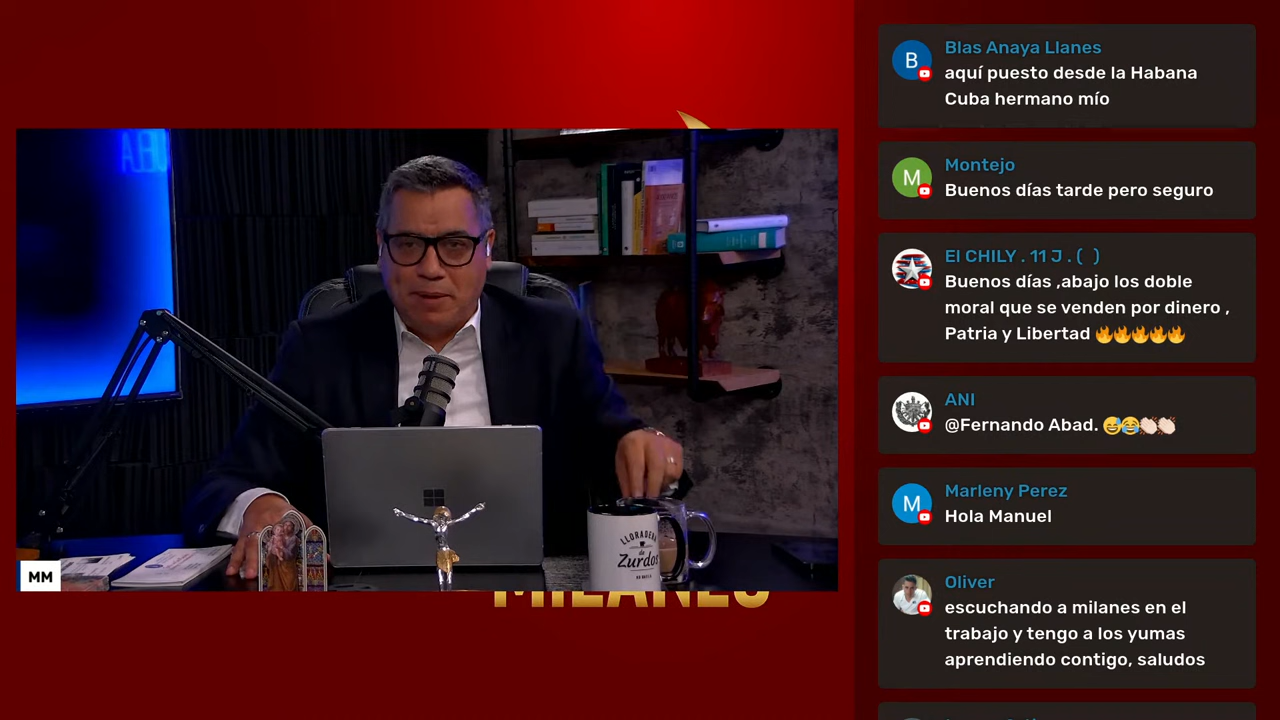 Blas Anaya Llanes
aquí puesto desde la Habana
Cuba hermano mío
Montejo
Buenos días tarde pero seguro
El CHILY . 11 J . ( )
Buenos días ,abajo los doble
moral que se venden por dinero ,
Patria y Libertad 🔥🔥🔥🔥🔥
ANI
@Fernando Abad. 😅😂👏🏻👏🏻
Marleny Perez
Hola Manuel
Oliver
escuchando a milanes en el
trabajo y tengo a los yumas
aprendiendo contigo, saludos
B
M
M
LLORADERA
de
Zurdos
MM
MILANES